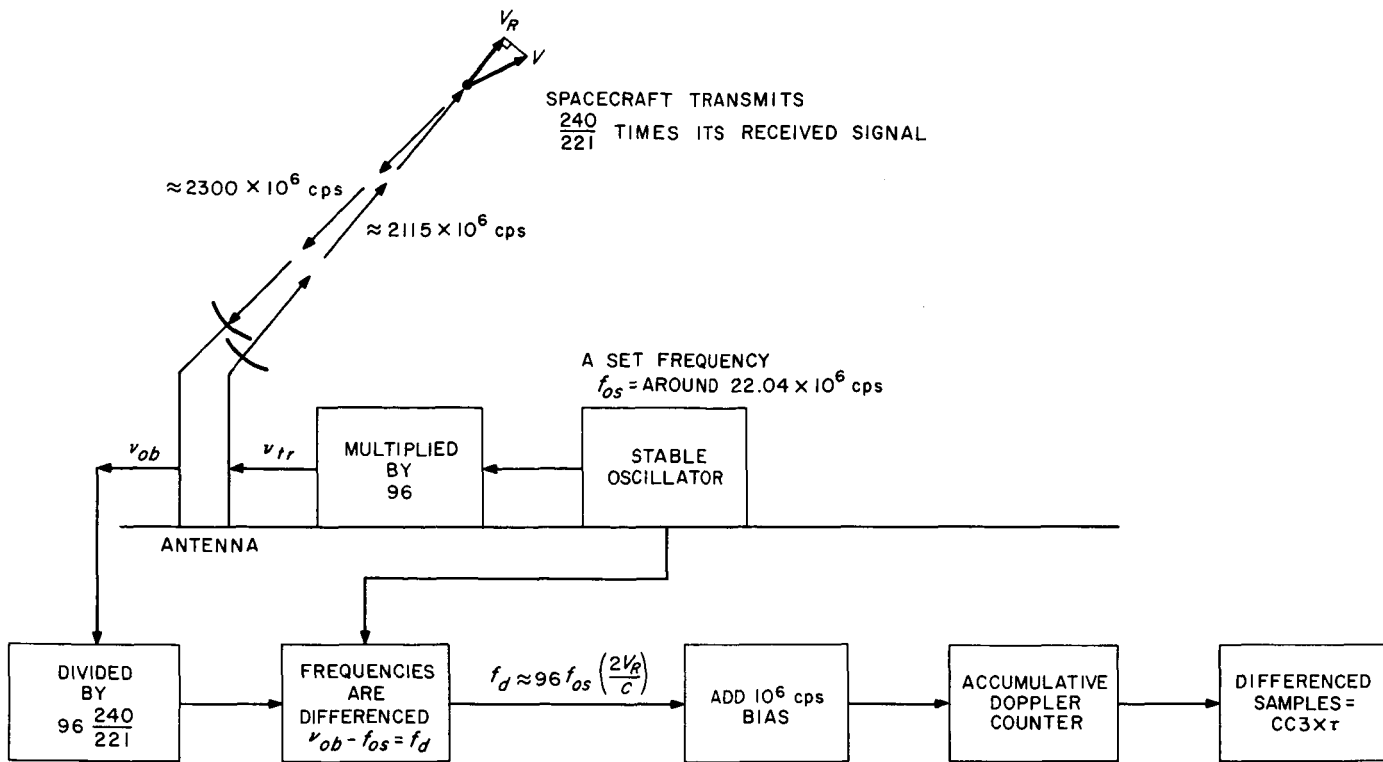 V_R
V
SPACECRAFT TRANSMITS
240/221 TIMES ITS RECEIVED SIGNAL
≈2300 × 10⁶ cps
≈2115 × 10⁶ cps
A SET FREQUENCY
f_os = AROUND 22.04 × 10⁶ cps
ν_ob
ν_tr
MULTIPLIED
BY
96
STABLE
OSCILLATOR
ANTENNA
DIVIDED
BY
96 240/221
FREQUENCIES
ARE
DIFFERENCED
ν_ob - f_os = f_d
f_d ≈ 96 f_os (2V_R/C)
ADD 10⁶ cps
BIAS
ACCUMULATIVE
DOPPLER
COUNTER
DIFFERENCED
SAMPLES =
CC3×τ